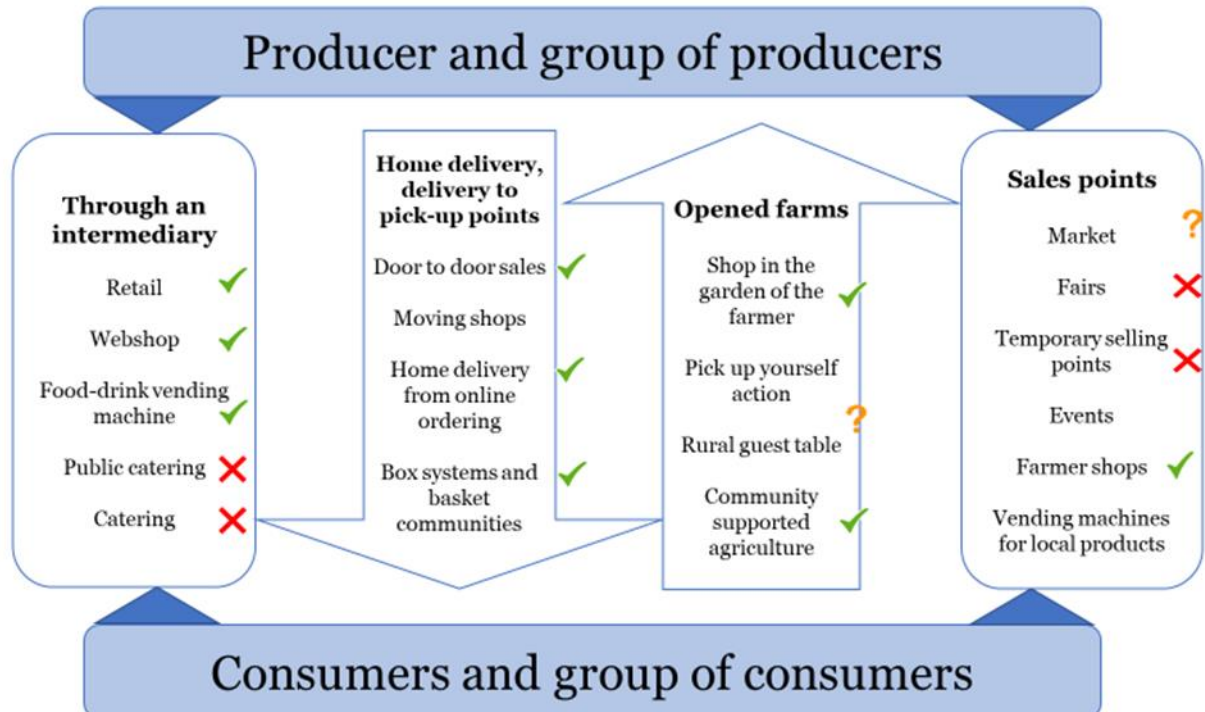 Producer and group of producers
Through an
intermediary
Retail
Webshop
Food-drink vending
machine
Public catering
Catering
Home delivery,
delivery to
pick-up points
Door to door sales
Moving shops
Home delivery
from online
ordering
Box systems and
basket
communities
Opened farms
Shop in the
garden of the
farmer
Pick up yourself
action
?
Rural guest table
Community
supported
agriculture
Sales points
Market ?
Fairs
Temporary selling
points
Events
Farmer shops
Vending machines
for local products
Consumers and group of consumers